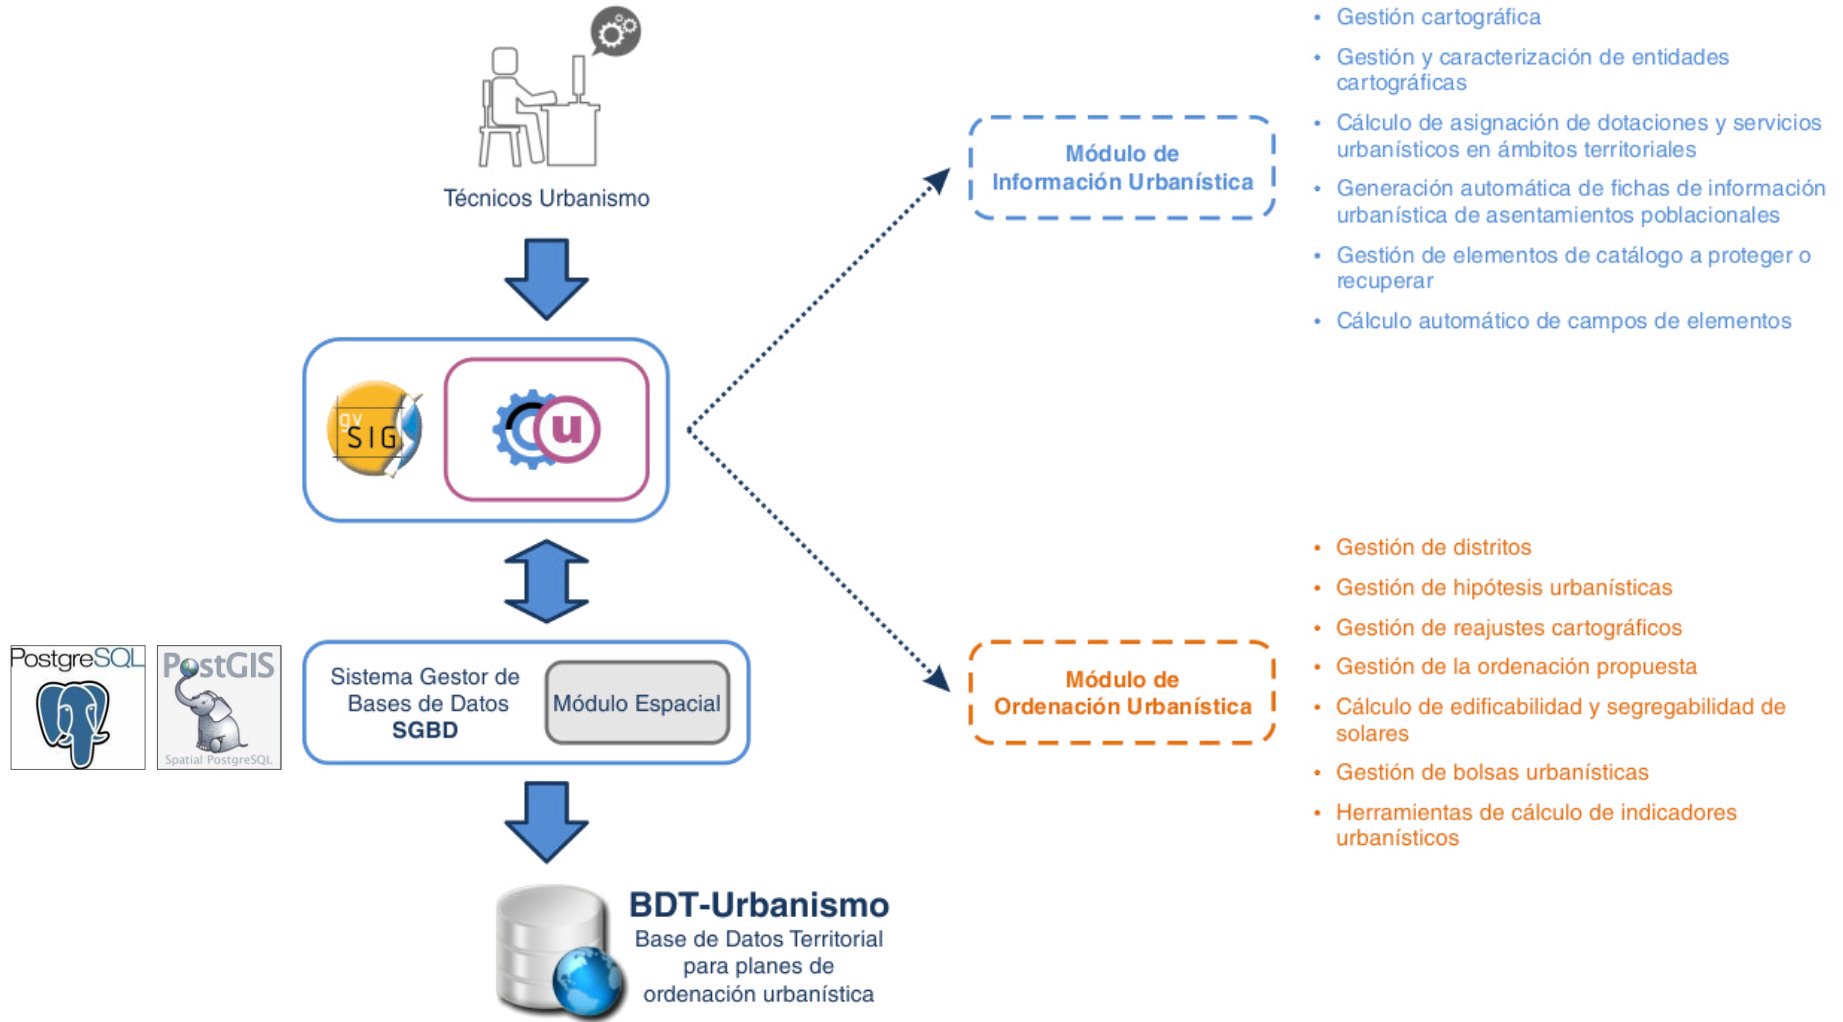 Técnicos Urbanismo
gv
SIG
u
PostgreSQL
PostGIS
Spatial PostgreSQL
Sistema Gestor de
Bases de Datos
SGBD
Módulo Espacial
BDT-Urbanismo
Base de Datos Territorial
para planes de
ordenación urbanística
Módulo de
Información Urbanística
• Gestión cartográfica
• Gestión y caracterización de entidades
cartográficas
• Cálculo de asignación de dotaciones y servicios
urbanísticos en ámbitos territoriales
• Generación automática de fichas de información
urbanística de asentamientos poblacionales
• Gestión de elementos de catálogo a proteger o
recuperar
• Cálculo automático de campos de elementos
Módulo de
Ordenación Urbanística
• Gestión de distritos
• Gestión de hipótesis urbanísticas
• Gestión de reajustes cartográficos
• Gestión de la ordenación propuesta
• Cálculo de edificabilidad y segregabilidad de
solares
• Gestión de bolsas urbanísticas
• Herramientas de cálculo de indicadores
urbanísticos